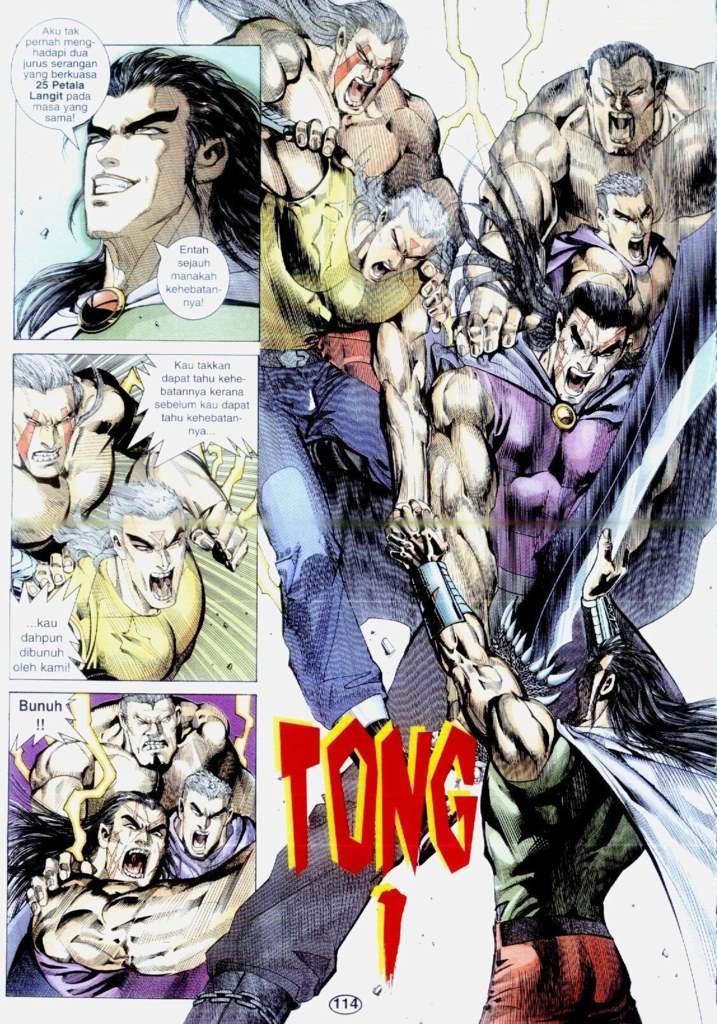 Aku tak
pernah meng-
hadapi dua
jurus serangan
yang berkuasa
25 Petala
Langit pada
masa yang
sama!
Entah
sejauh
manakah
kehebatan-
nya!
Kau takkan
dapat tahu kehe-
batannya kerana
sebelum kau dapat
tahu kehebatan-
nya...
...kau
dahpun
dibunuh
oleh kami!
Bunuh
!!
TONG
!
114